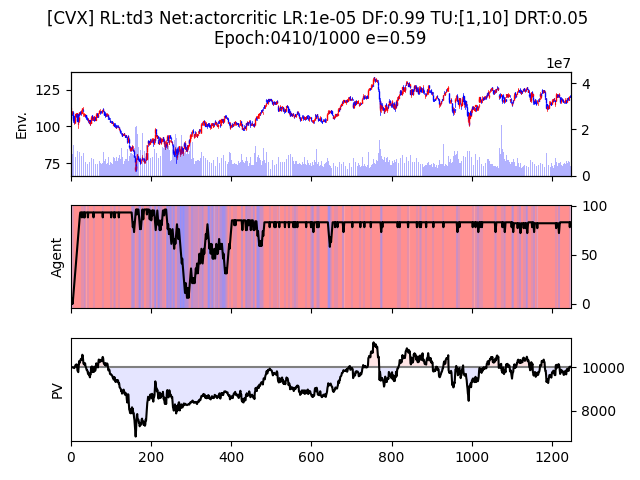 [CVX] RL:td3 Net:actorcritic LR:1e-05 DF:0.99 TU:[1,10] DRT:0.05
Epoch:0410/1000 e=0.59
1e7
Env.
125
100
75
4
2
0
Agent
100
50
0
PV
10000
8000
0 200 400 600 800 1000 1200